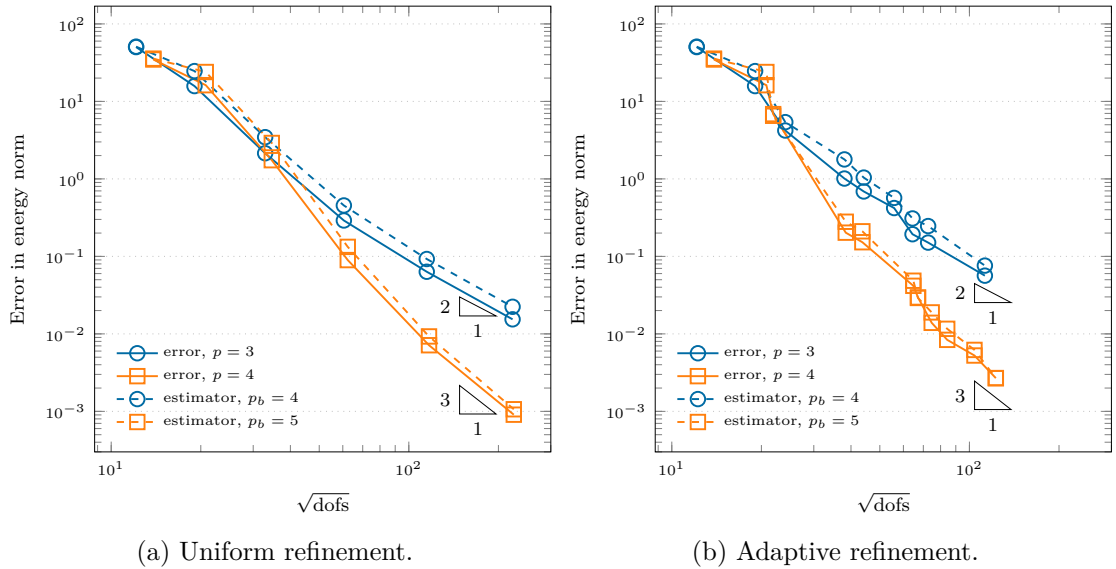 10^2
10^1
10^0
10^−1
10^−2
10^−3
Error in energy norm
2
1
3
1
error, p = 3
error, p = 4
estimator, p_b = 4
estimator, p_b = 5
10^1
10^2
√dofs
(a) Uniform refinement.
10^2
10^1
10^0
10^−1
10^−2
10^−3
Error in energy norm
2
1
3
1
error, p = 3
error, p = 4
estimator, p_b = 4
estimator, p_b = 5
10^1
10^2
√dofs
(b) Adaptive refinement.